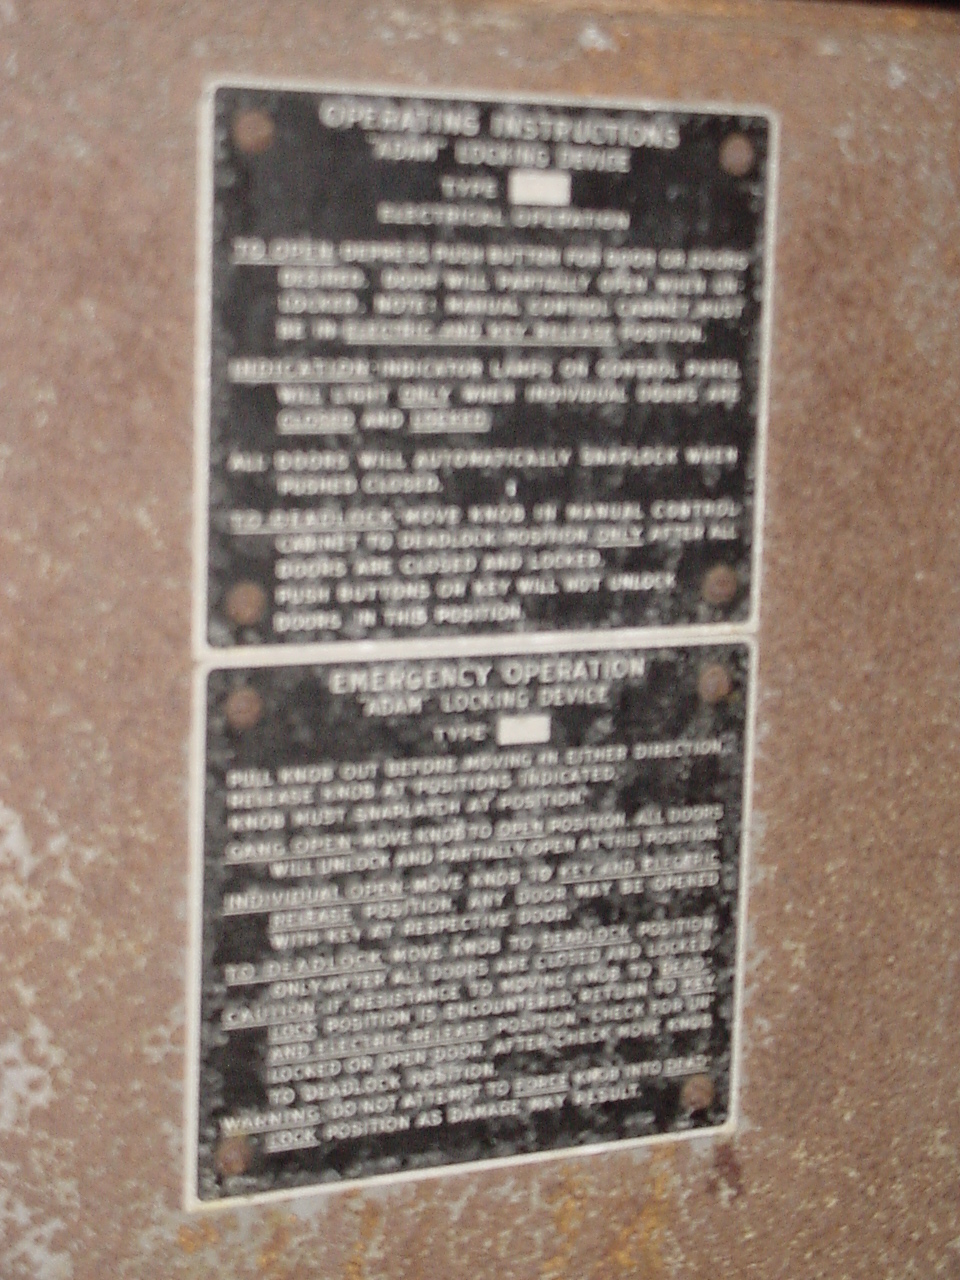 OPERATING INSTRUCTIONS
"ADAM" LOCKING DEVICE
TYPE
ELECTRICAL OPERATION
TO OPEN DEPRESS PUSH BUTTON FOR DOOR OR DOORS
DESIRED. DOOR WILL PARTIALLY OPEN WHEN UN-
LOCKED. NOTE: MANUAL CONTROL CABINET MUST
BE IN ELECTRIC AND KEY RELEASE POSITION.
INDICATION-INDICATOR LAMPS ON CONTROL PANEL
WILL LIGHT ONLY WHEN INDIVIDUAL DOORS ARE
CLOSED AND LOCKED.
ALL DOORS WILL AUTOMATICALLY SNAPLOCK WHEN
PUSHED CLOSED.
TO DEADLOCK-MOVE KNOB IN MANUAL CONTROL
CABINET TO DEADLOCK POSITION ONLY AFTER ALL
DOORS ARE CLOSED AND LOCKED.
PUSH BUTTONS OR KEY WILL NOT UNLOCK
DOORS IN THIS POSITION.
EMERGENCY OPERATION
"ADAM" LOCKING DEVICE
TYPE
PULL KNOB OUT BEFORE MOVING IN EITHER DIRECTION.
RELEASE KNOB AT POSITIONS INDICATED.
KNOB MUST SNAPLATCH AT POSITION.
GANG OPEN-MOVE KNOB TO OPEN POSITION. ALL DOORS
WILL UNLOCK AND PARTIALLY OPEN AT THIS POSITION.
INDIVIDUAL OPEN-MOVE KNOB TO KEY AND ELECTRIC
RELEASE POSITION. ANY DOOR MAY BE OPENED
WITH KEY AT RESPECTIVE DOOR.
TO DEADLOCK-MOVE KNOB TO DEADLOCK POSITION
ONLY AFTER ALL DOORS ARE CLOSED AND LOCKED.
CAUTION: IF RESISTANCE TO MOVING KNOB TO DEAD-
LOCK POSITION IS ENCOUNTERED, RETURN TO KEY
AND ELECTRIC RELEASE POSITION. CHECK FOR UN-
LOCKED OR OPEN DOOR. AFTER CHECK MOVE KNOB
TO DEADLOCK POSITION.
WARNING: DO NOT ATTEMPT TO FORCE KNOB INTO DEAD-
LOCK POSITION AS DAMAGE MAY RESULT.